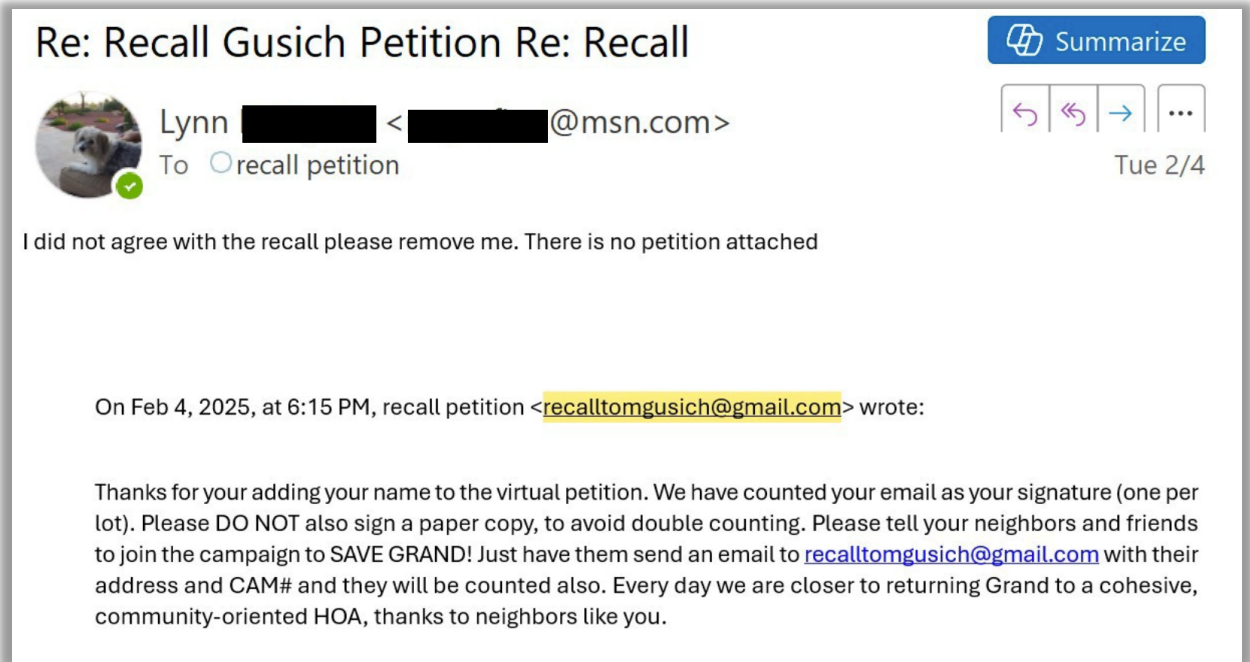 Re: Recall Gusich Petition Re: Recall
Summarize
Lynn < @msn.com>
To recall petition
Tue 2/4
I did not agree with the recall please remove me. There is no petition attached
On Feb 4, 2025, at 6:15 PM, recall petition <recalltomgusich@gmail.com> wrote:
Thanks for your adding your name to the virtual petition. We have counted your email as your signature (one per
lot). Please DO NOT also sign a paper copy, to avoid double counting. Please tell your neighbors and friends
to join the campaign to SAVE GRAND! Just have them send an email to recalltomgusich@gmail.com with their
address and CAM# and they will be counted also. Every day we are closer to returning Grand to a cohesive,
community-oriented HOA, thanks to neighbors like you.